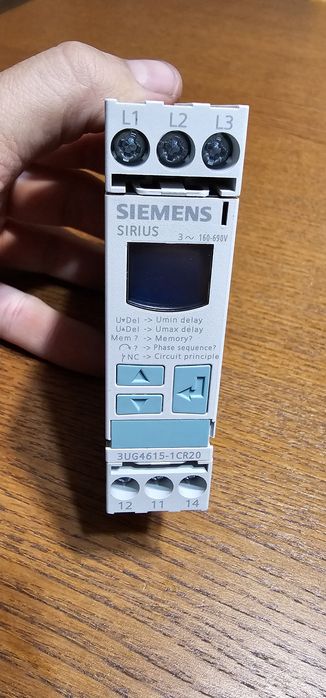 L1 L2 L3
SIEMENS
SIRIUS
3~ 160-690V
U▾Del -> Umin delay
U▴Del -> Umax delay
Mem ? -> Memory?
? -> Phase sequence?
NC -> Circuit principle
3UG4615-1CR20
12 11 14